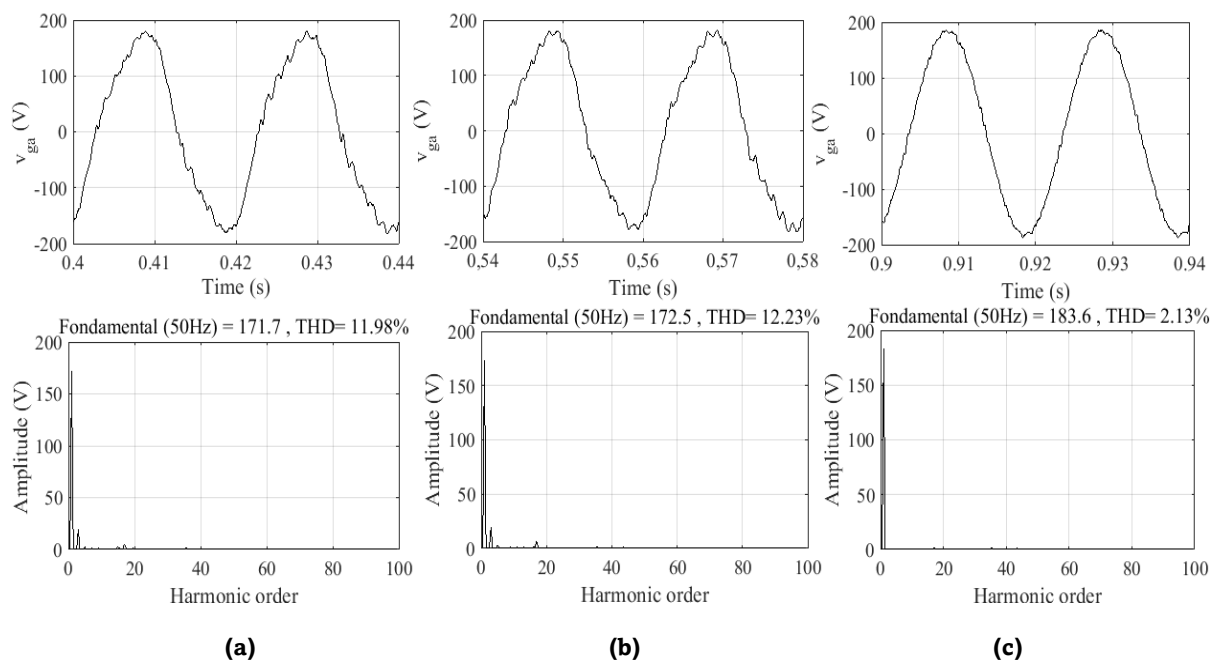 200
100
0
-100
-200
v_ga (V)
0.4 0.41 0.42 0.43 0.44
Time (s)
200
100
0
-100
-200
v_ga (V)
0,54 0,55 0,56 0,57 0,58
Time (s)
200
100
0
-100
-200
v_ga (V)
0.9 0.91 0.92 0.93 0.94
Time (s)
Fondamental (50Hz) = 171.7 , THD= 11.98%
200
150
100
50
0
Amplitude (V)
0 20 40 60 80 100
Harmonic order
Fondamental (50Hz) = 172.5 , THD= 12.23%
200
150
100
50
0
Amplitude (V)
0 20 40 60 80 100
Harmonic order
Fondamental (50Hz) = 183.6 , THD= 2.13%
200
150
100
50
0
Amplitude (V)
0 20 40 60 80 100
Harmonic order
(a) (b) (c)